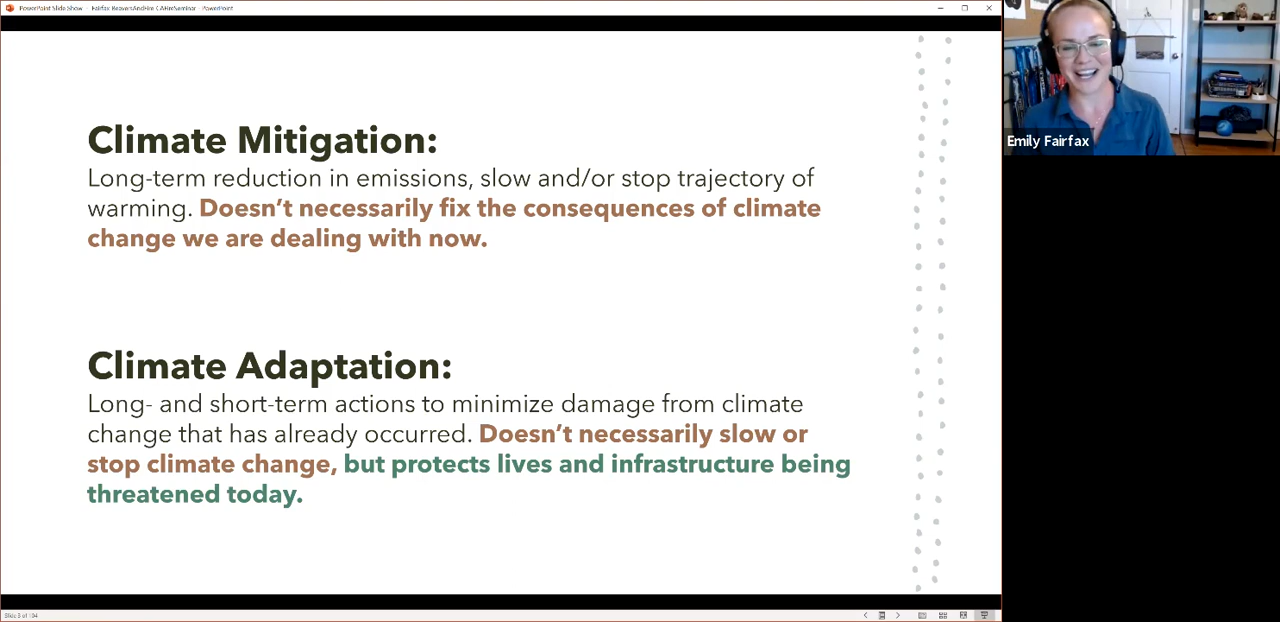 PowerPoint Slide Show - Fairfax BeaversAndFire CAFireSeminar - PowerPoint
Climate Mitigation:
Long-term reduction in emissions, slow and/or stop trajectory of
warming. Doesn’t necessarily fix the consequences of climate
change we are dealing with now.
Climate Adaptation:
Long- and short-term actions to minimize damage from climate
change that has already occurred. Doesn’t necessarily slow or
stop climate change, but protects lives and infrastructure being
threatened today.
Emily Fairfax